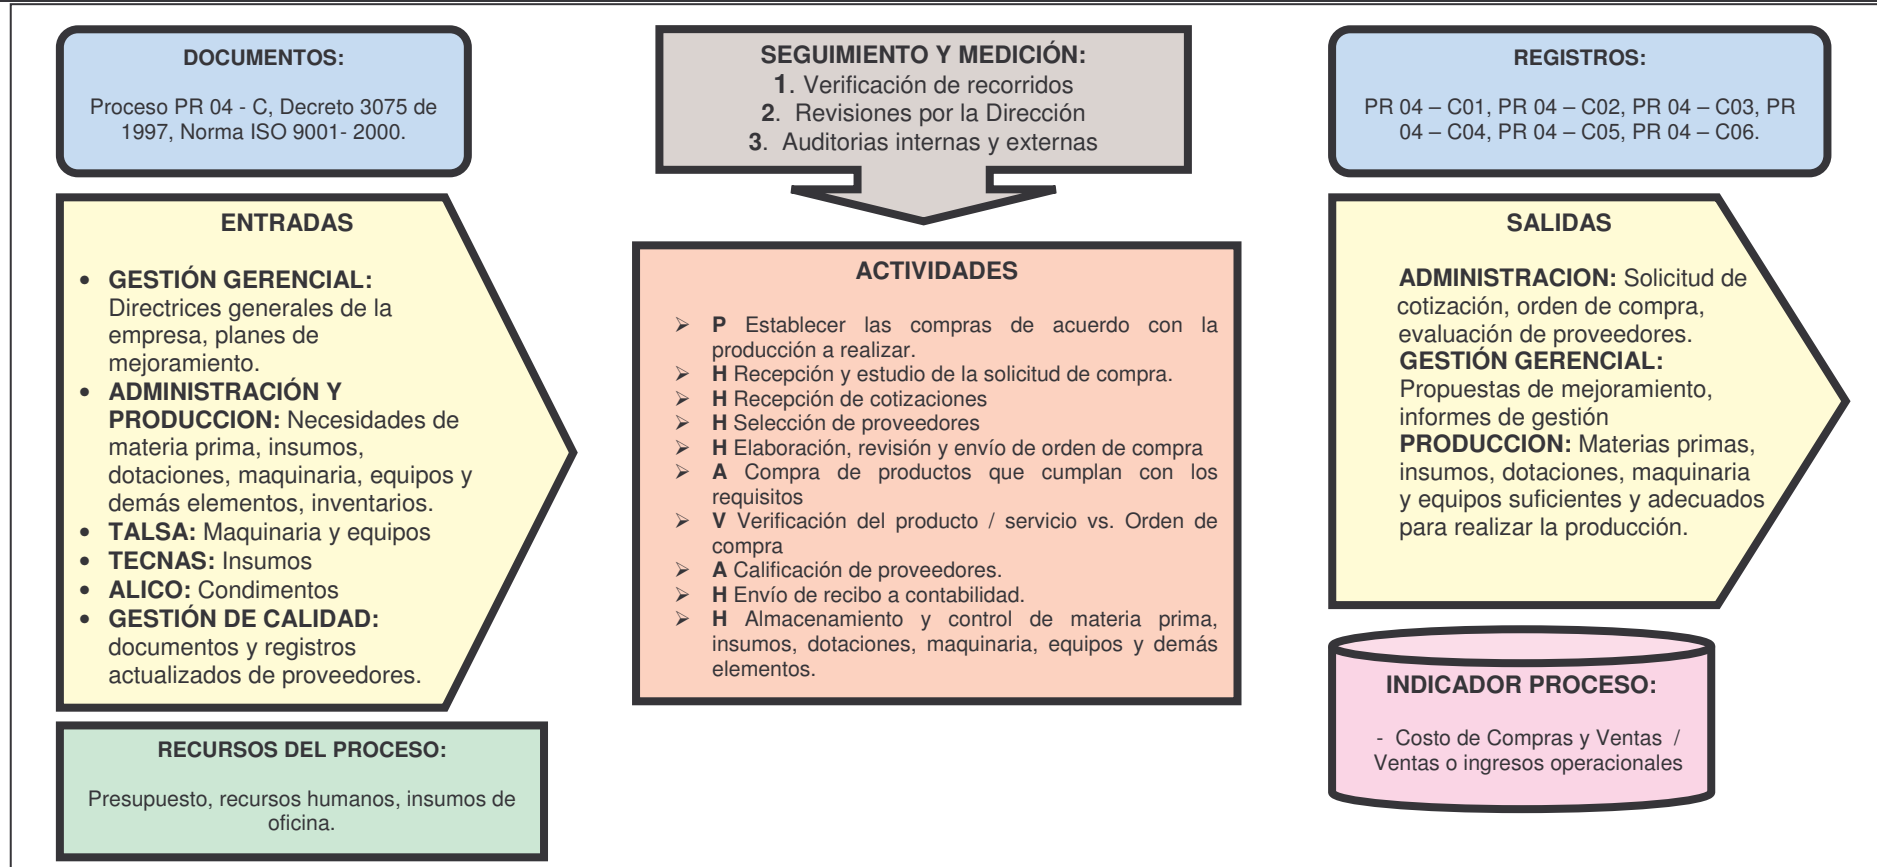 DOCUMENTOS:
Proceso PR 04 - C, Decreto 3075 de
1997, Norma ISO 9001- 2000.
SEGUIMIENTO Y MEDICIÓN:
1. Verificación de recorridos
2. Revisiones por la Dirección
3. Auditorias internas y externas
REGISTROS:
PR 04 – C01, PR 04 – C02, PR 04 – C03, PR
04 – C04, PR 04 – C05, PR 04 – C06.
ENTRADAS
• GESTIÓN GERENCIAL:
Directrices generales de la
empresa, planes de
mejoramiento.
• ADMINISTRACIÓN Y
PRODUCCION: Necesidades de
materia prima, insumos,
dotaciones, maquinaria, equipos y
demás elementos, inventarios.
• TALSA: Maquinaria y equipos
• TECNAS: Insumos
• ALICO: Condimentos
• GESTIÓN DE CALIDAD:
documentos y registros
actualizados de proveedores.
ACTIVIDADES
➢ P Establecer las compras de acuerdo con la
producción a realizar.
➢ H Recepción y estudio de la solicitud de compra.
➢ H Recepción de cotizaciones
➢ H Selección de proveedores
➢ H Elaboración, revisión y envío de orden de compra
➢ A Compra de productos que cumplan con los
requisitos
➢ V Verificación del producto / servicio vs. Orden de
compra
➢ A Calificación de proveedores.
➢ H Envío de recibo a contabilidad.
➢ H Almacenamiento y control de materia prima,
insumos, dotaciones, maquinaria, equipos y demás
elementos.
SALIDAS
ADMINISTRACION: Solicitud de
cotización, orden de compra,
evaluación de proveedores.
GESTIÓN GERENCIAL:
Propuestas de mejoramiento,
informes de gestión
PRODUCCION: Materias primas,
insumos, dotaciones, maquinaria
y equipos suficientes y adecuados
para realizar la producción.
RECURSOS DEL PROCESO:
Presupuesto, recursos humanos, insumos de
oficina.
INDICADOR PROCESO:
- Costo de Compras y Ventas /
Ventas o ingresos operacionales